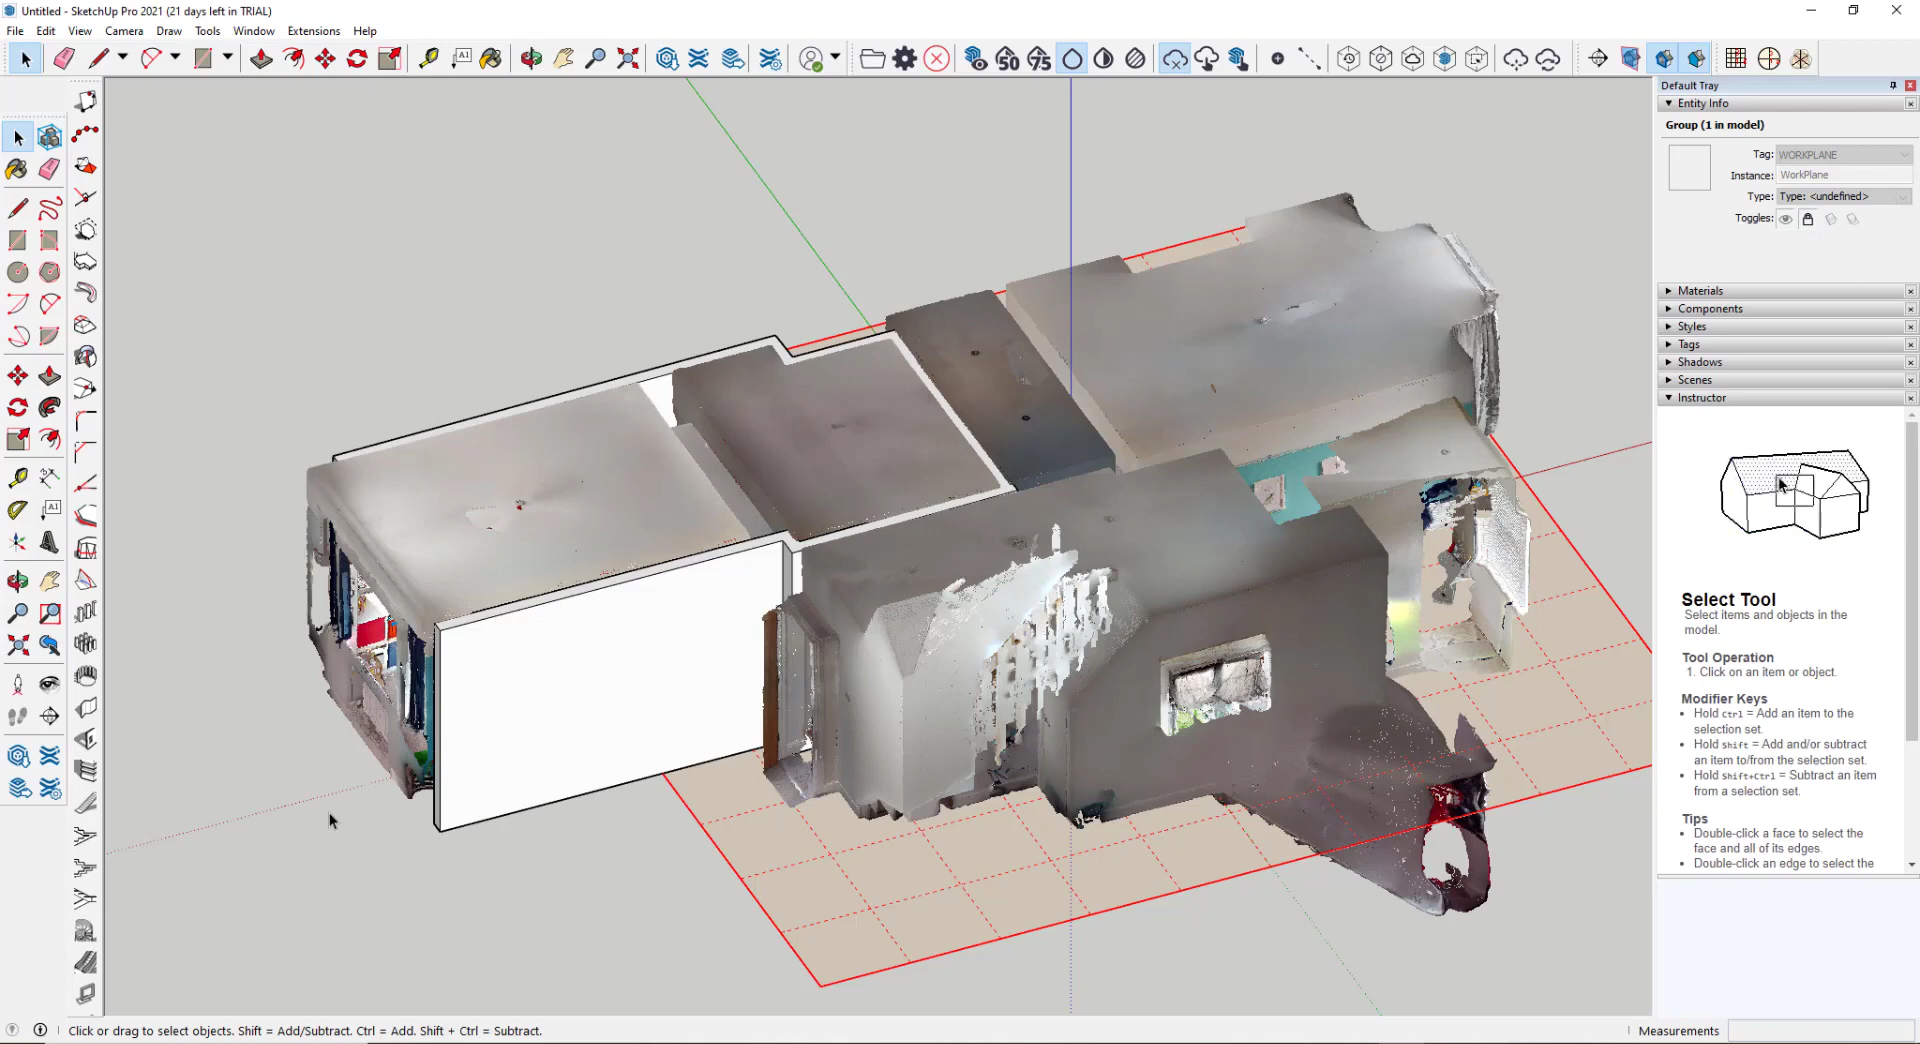 Untitled - SketchUp Pro 2021 (21 days left in TRIAL)
File Edit View Camera Draw Tools Window Extensions Help
A1
50
75
Default Tray
Entity Info
Group (1 in model)
Tag: WORKPLANE
Instance: WorkPlane
Type: Type: <undefined>
Toggles:
Materials
Components
Styles
Tags
Shadows
Scenes
Instructor
A1
Select Tool
Select items and objects in the
model.
Tool Operation
1. Click on an item or object.
Modifier Keys
• Hold Ctrl = Add an item to the
selection set.
• Hold Shift = Add and/or subtract
an item to/from the selection set.
• Hold Shift+Ctrl = Subtract an item
from a selection set.
Tips
• Double-click a face to select the
face and all of its edges.
• Double-click an edge to select the
Click or drag to select objects. Shift = Add/Subtract. Ctrl = Add. Shift + Ctrl = Subtract.
Measurements